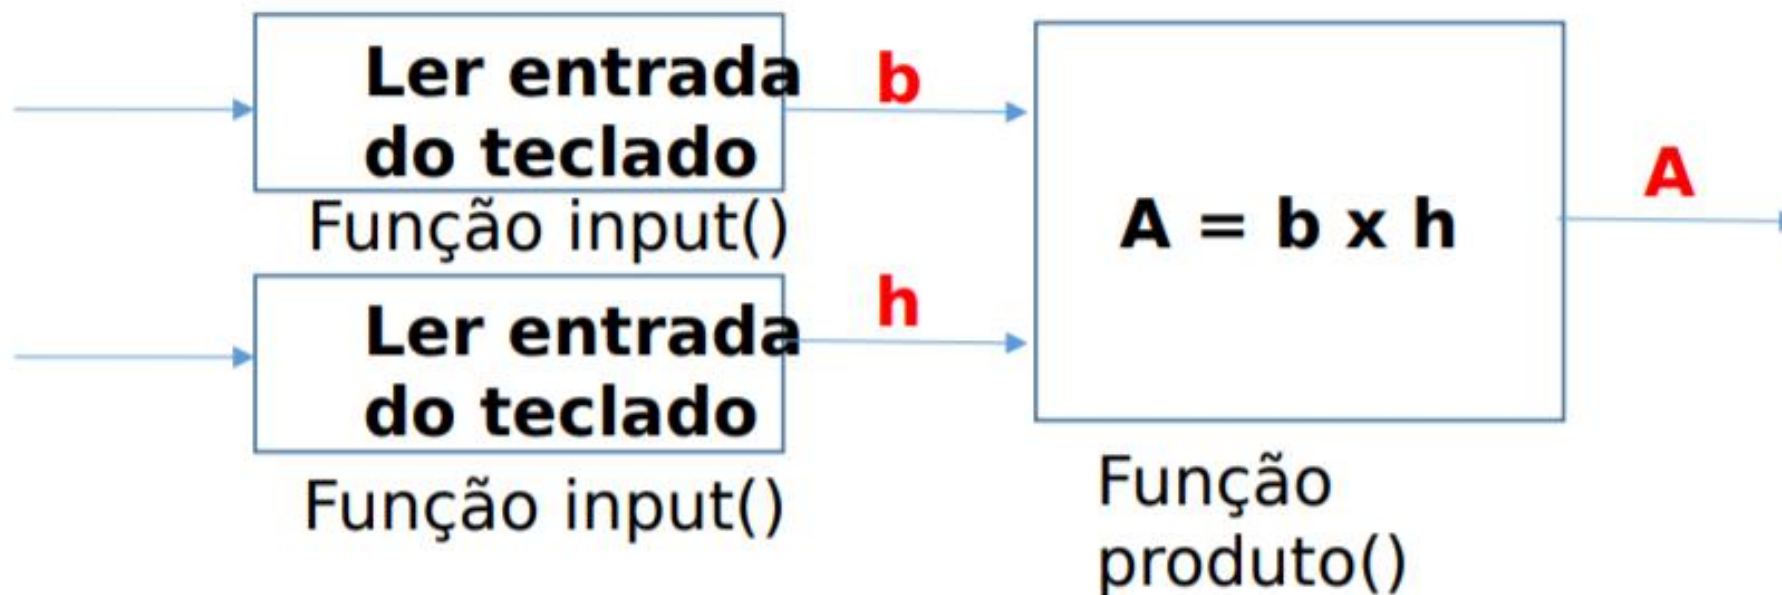 Ler entrada
do teclado
Função input()
b
Ler entrada
do teclado
Função input()
h
A = b x h
Função
produto()
A